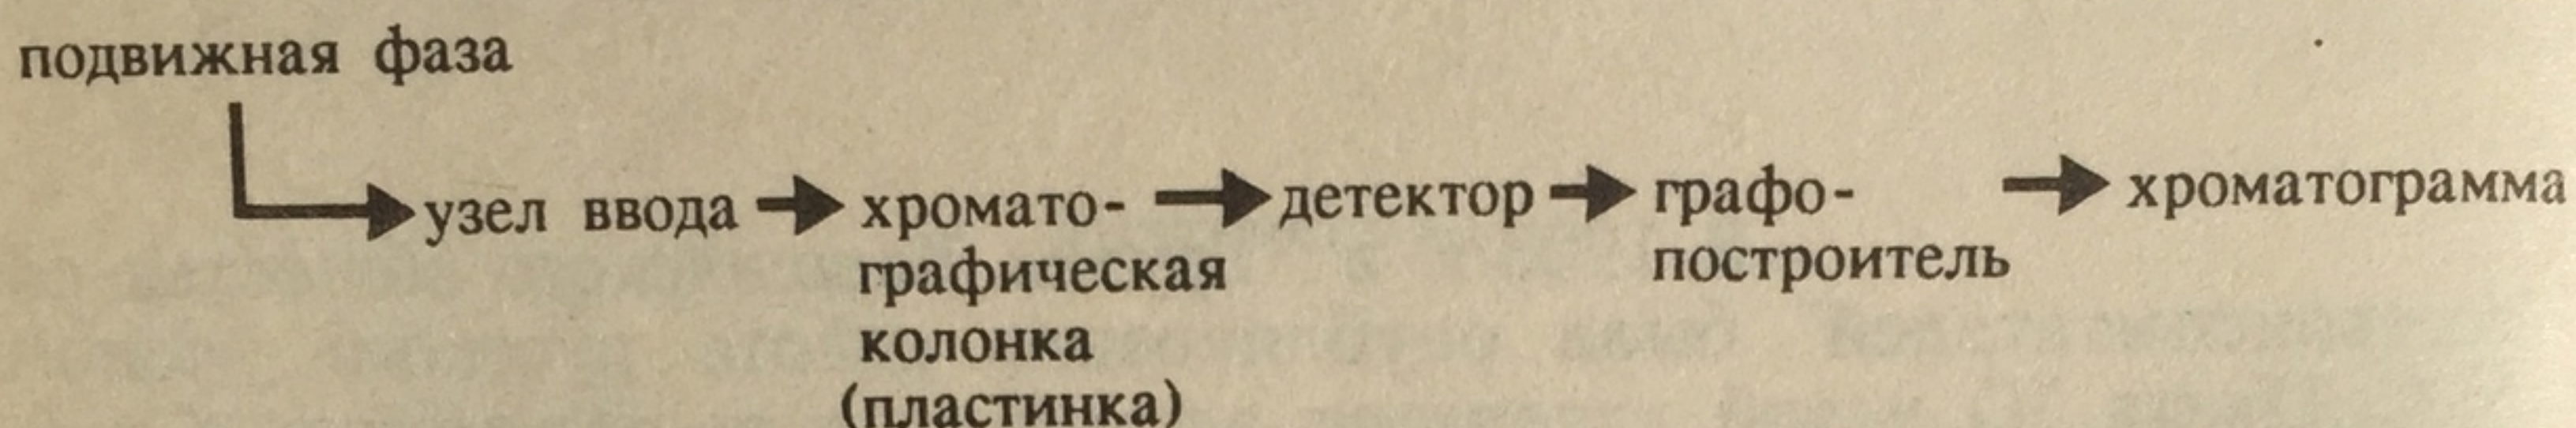 подвижная фаза
узел ввода хромато- детектор графо- хроматограмма
графическая построитель
колонка
(пластинка)